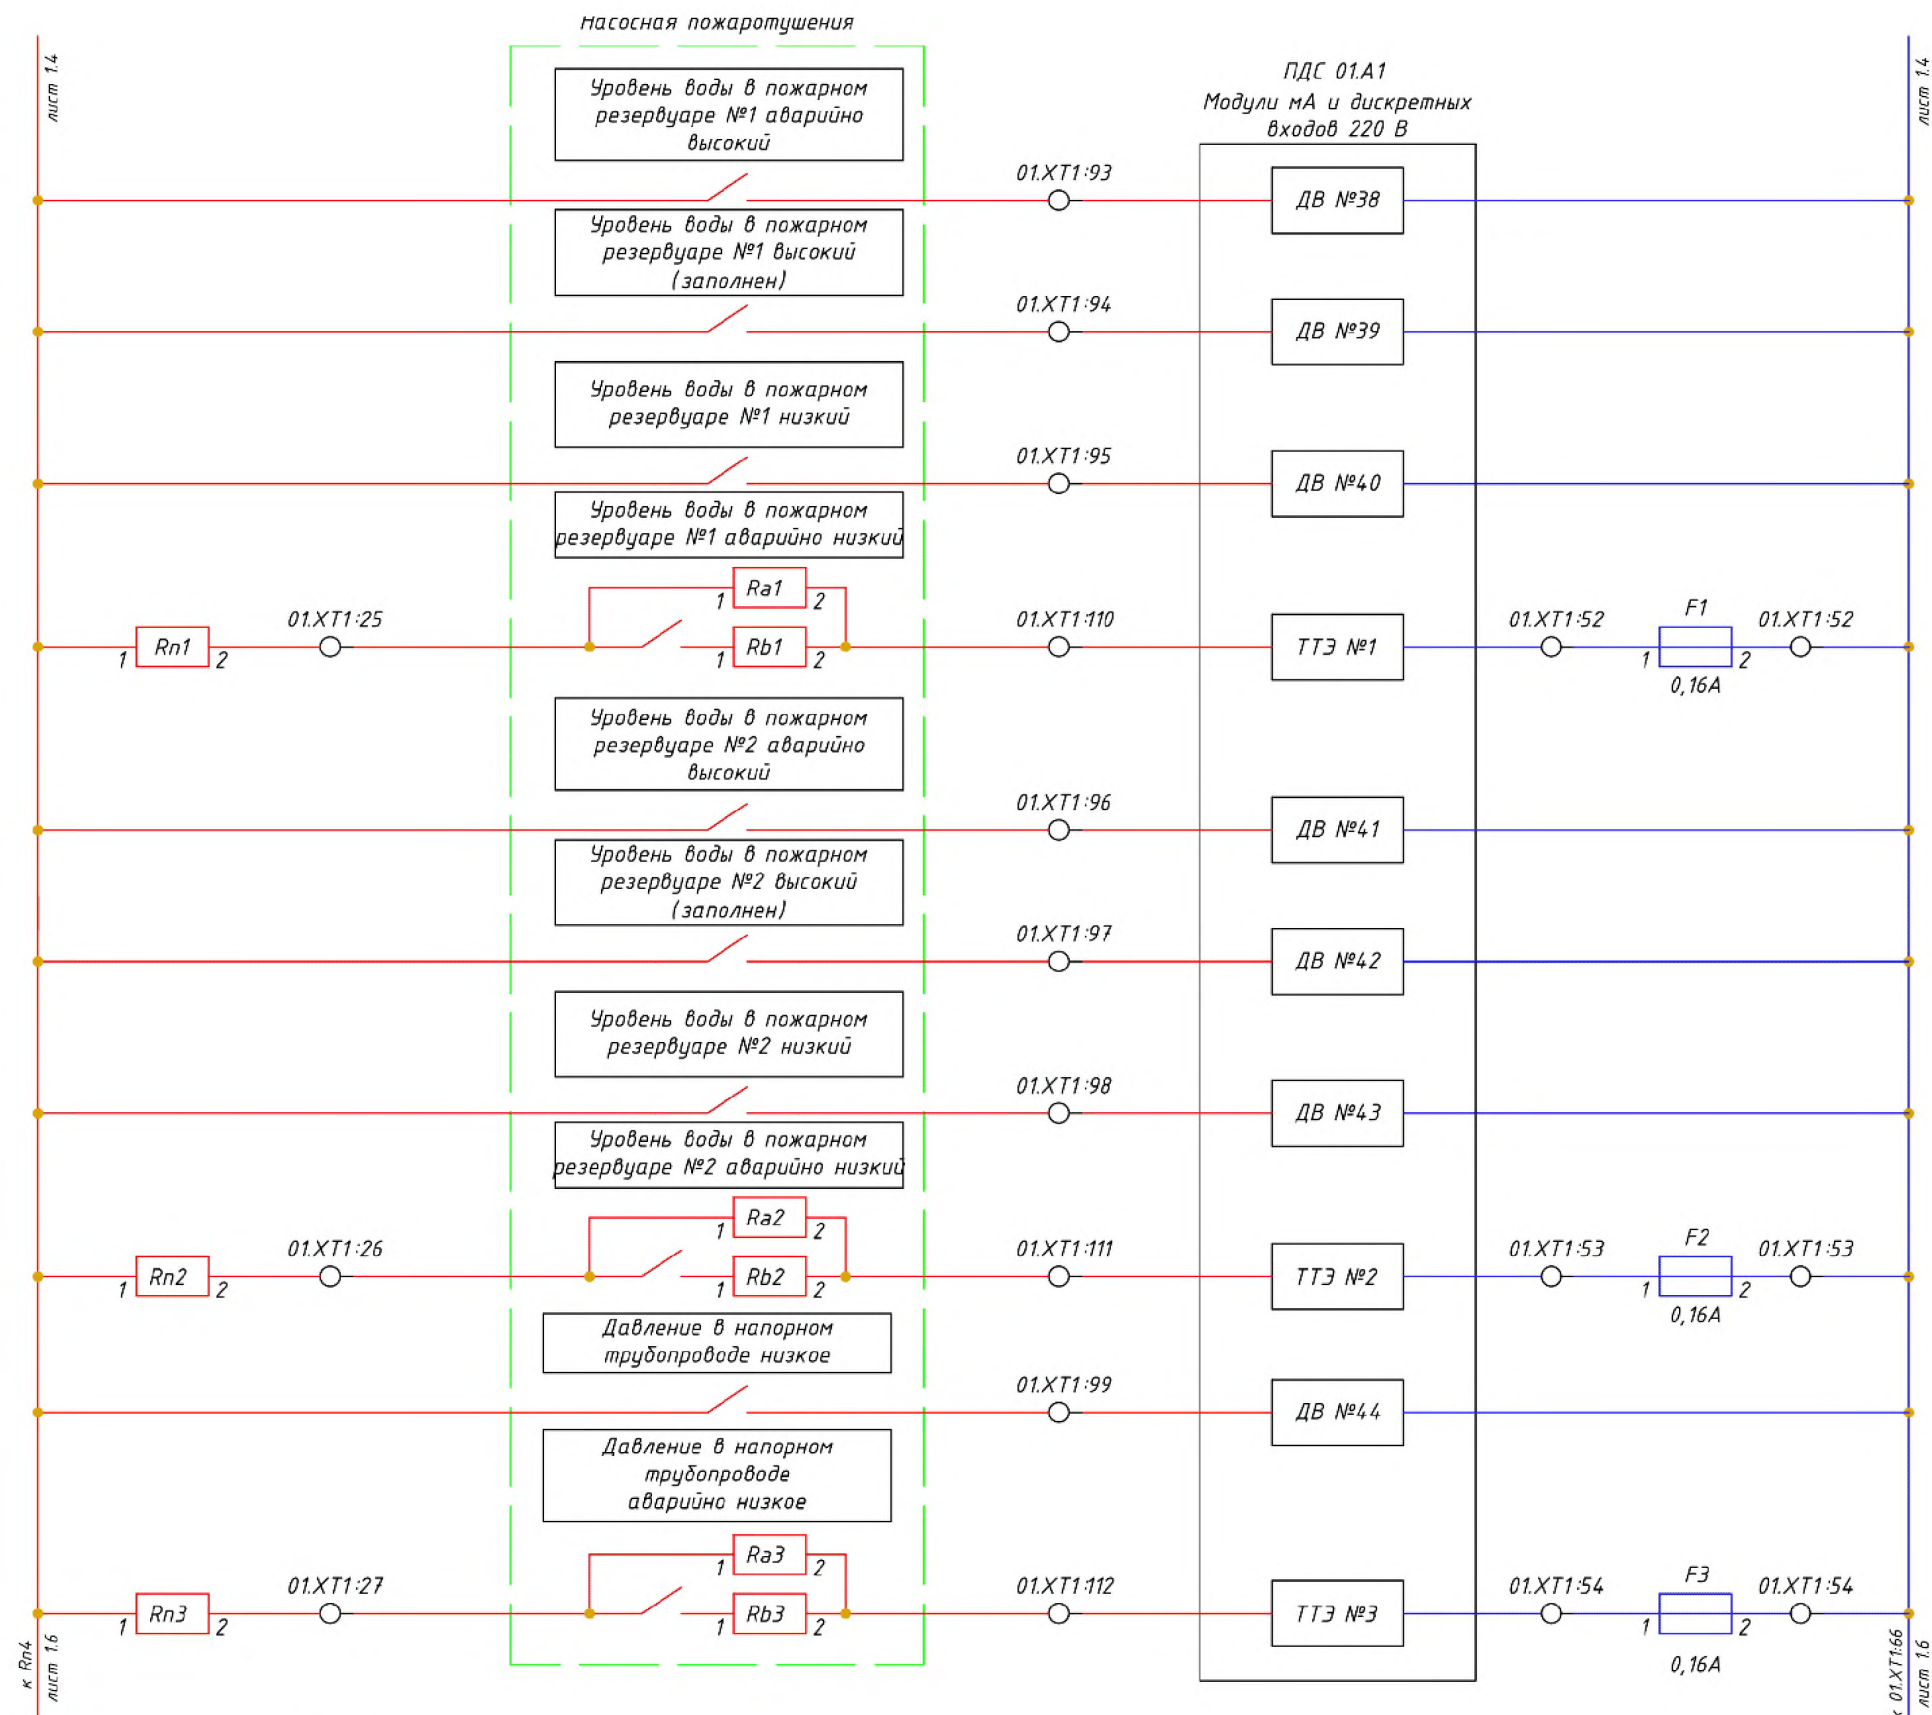 Насосная пожаротушения
лист 1.4
лист 1.4
ПДС 01.А1
Модули мА и дискретных
входов 220 В
Уровень воды в пожарном
резервуаре №1 аварийно
высокий
01.XT1:93
ДВ №38
Уровень воды в пожарном
резервуаре №1 высокий
(заполнен)
01.XT1:94
ДВ №39
Уровень воды в пожарном
резервуаре №1 низкий
01.XT1:95
ДВ №40
Уровень воды в пожарном
резервуаре №1 аварийно низкий
1 Rn1 2
01.XT1:25
1 Ra1 2
1 Rb1 2
01.XT1:110
ТТЭ №1
01.XT1:52
F1
1 2
0,16А
01.XT1:52
Уровень воды в пожарном
резервуаре №2 аварийно
высокий
01.XT1:96
ДВ №41
Уровень воды в пожарном
резервуаре №2 высокий
(заполнен)
01.XT1:97
ДВ №42
Уровень воды в пожарном
резервуаре №2 низкий
01.XT1:98
ДВ №43
Уровень воды в пожарном
резервуаре №2 аварийно низкий
1 Rn2 2
01.XT1:26
1 Ra2 2
1 Rb2 2
01.XT1:111
ТТЭ №2
01.XT1:53
F2
1 2
0,16А
01.XT1:53
Давление в напорном
трубопроводе низкое
01.XT1:99
ДВ №44
Давление в напорном
трубопроводе
аварийно низкое
1 Rn3 2
01.XT1:27
1 Ra3 2
1 Rb3 2
01.XT1:112
ТТЭ №3
01.XT1:54
F3
1 2
0,16А
01.XT1:54
к Rn4
лист 1.6
к 01.XT1:66
лист 1.6